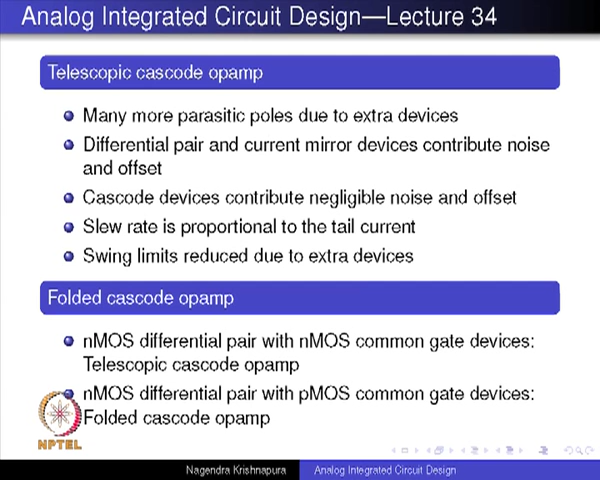 Analog Integrated Circuit Design—Lecture 34
Telescopic cascode opamp
Many more parasitic poles due to extra devices
Differential pair and current mirror devices contribute noise
and offset
Cascode devices contribute negligible noise and offset
Slew rate is proportional to the tail current
Swing limits reduced due to extra devices
Folded cascode opamp
nMOS differential pair with nMOS common gate devices:
Telescopic cascode opamp
nMOS differential pair with pMOS common gate devices:
Folded cascode opamp
NPTEL
Nagendra Krishnapura Analog Integrated Circuit Design